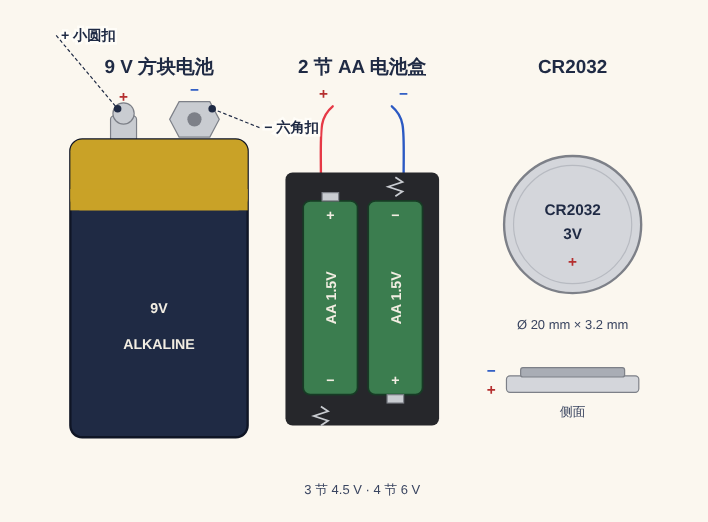 + 小圆扣
9 V 方块电池
+
−
− 六角扣
9V
ALKALINE
2 节 AA 电池盒
+
−
+
AA 1.5V
−
−
AA 1.5V
+
3 节 4.5 V · 4 节 6 V
CR2032
CR2032
3V
+
Ø 20 mm × 3.2 mm
−
+
侧面